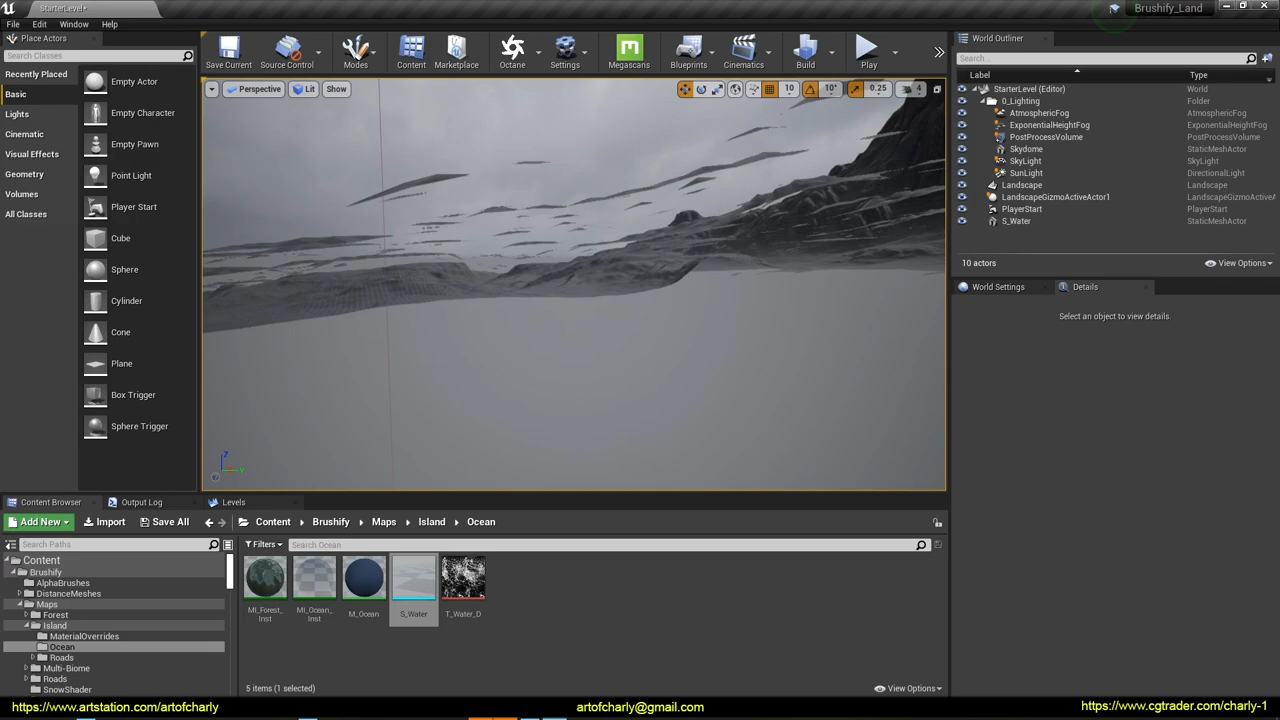 StarterLevel*
Brushify_Land
File Edit Window Help
Place Actors
Search Classes
Recently Placed
Basic
Lights
Cinematic
Visual Effects
Geometry
Volumes
All Classes
Empty Actor
Empty Character
Empty Pawn
Point Light
Player Start
Cube
Sphere
Cylinder
Cone
Plane
Box Trigger
Sphere Trigger
Save Current
Source Control
Modes
Content
Marketplace
Octane
Settings
Megascans
Blueprints
Cinematics
Build
Play
Perspective
Lit
Show
10
10°
0.25
4
Z
Y
World Outliner
Search...
Label Type
StarterLevel (Editor) World
0_Lighting Folder
AtmosphericFog AtmosphericFog
ExponentialHeightFog ExponentialHeightFog
PostProcessVolume PostProcessVolume
Skydome StaticMeshActor
SkyLight SkyLight
SunLight DirectionalLight
Landscape Landscape
LandscapeGizmoActiveActor1 LandscapeGizmoActiveActor
PlayerStart PlayerStart
S_Water StaticMeshActor
10 actors
View Options
World Settings
Details
Select an object to view details.
Content Browser
Output Log
Levels
Add New
Import
Save All
Content Brushify Maps Island Ocean
Search Paths
Filters
Search Ocean
Content
Brushify
AlphaBrushes
DistanceMeshes
Maps
Forest
Island
MaterialOverrides
Ocean
Roads
Multi-Biome
Roads
SnowShader
MI_Forest_
Inst
MI_Ocean_
Inst
M_Ocean
S_Water
T_Water_D
5 items (1 selected)
View Options
https://www.artstation.com/artofcharly
artofcharly@gmail.com
https://www.cgtrader.com/charly-1